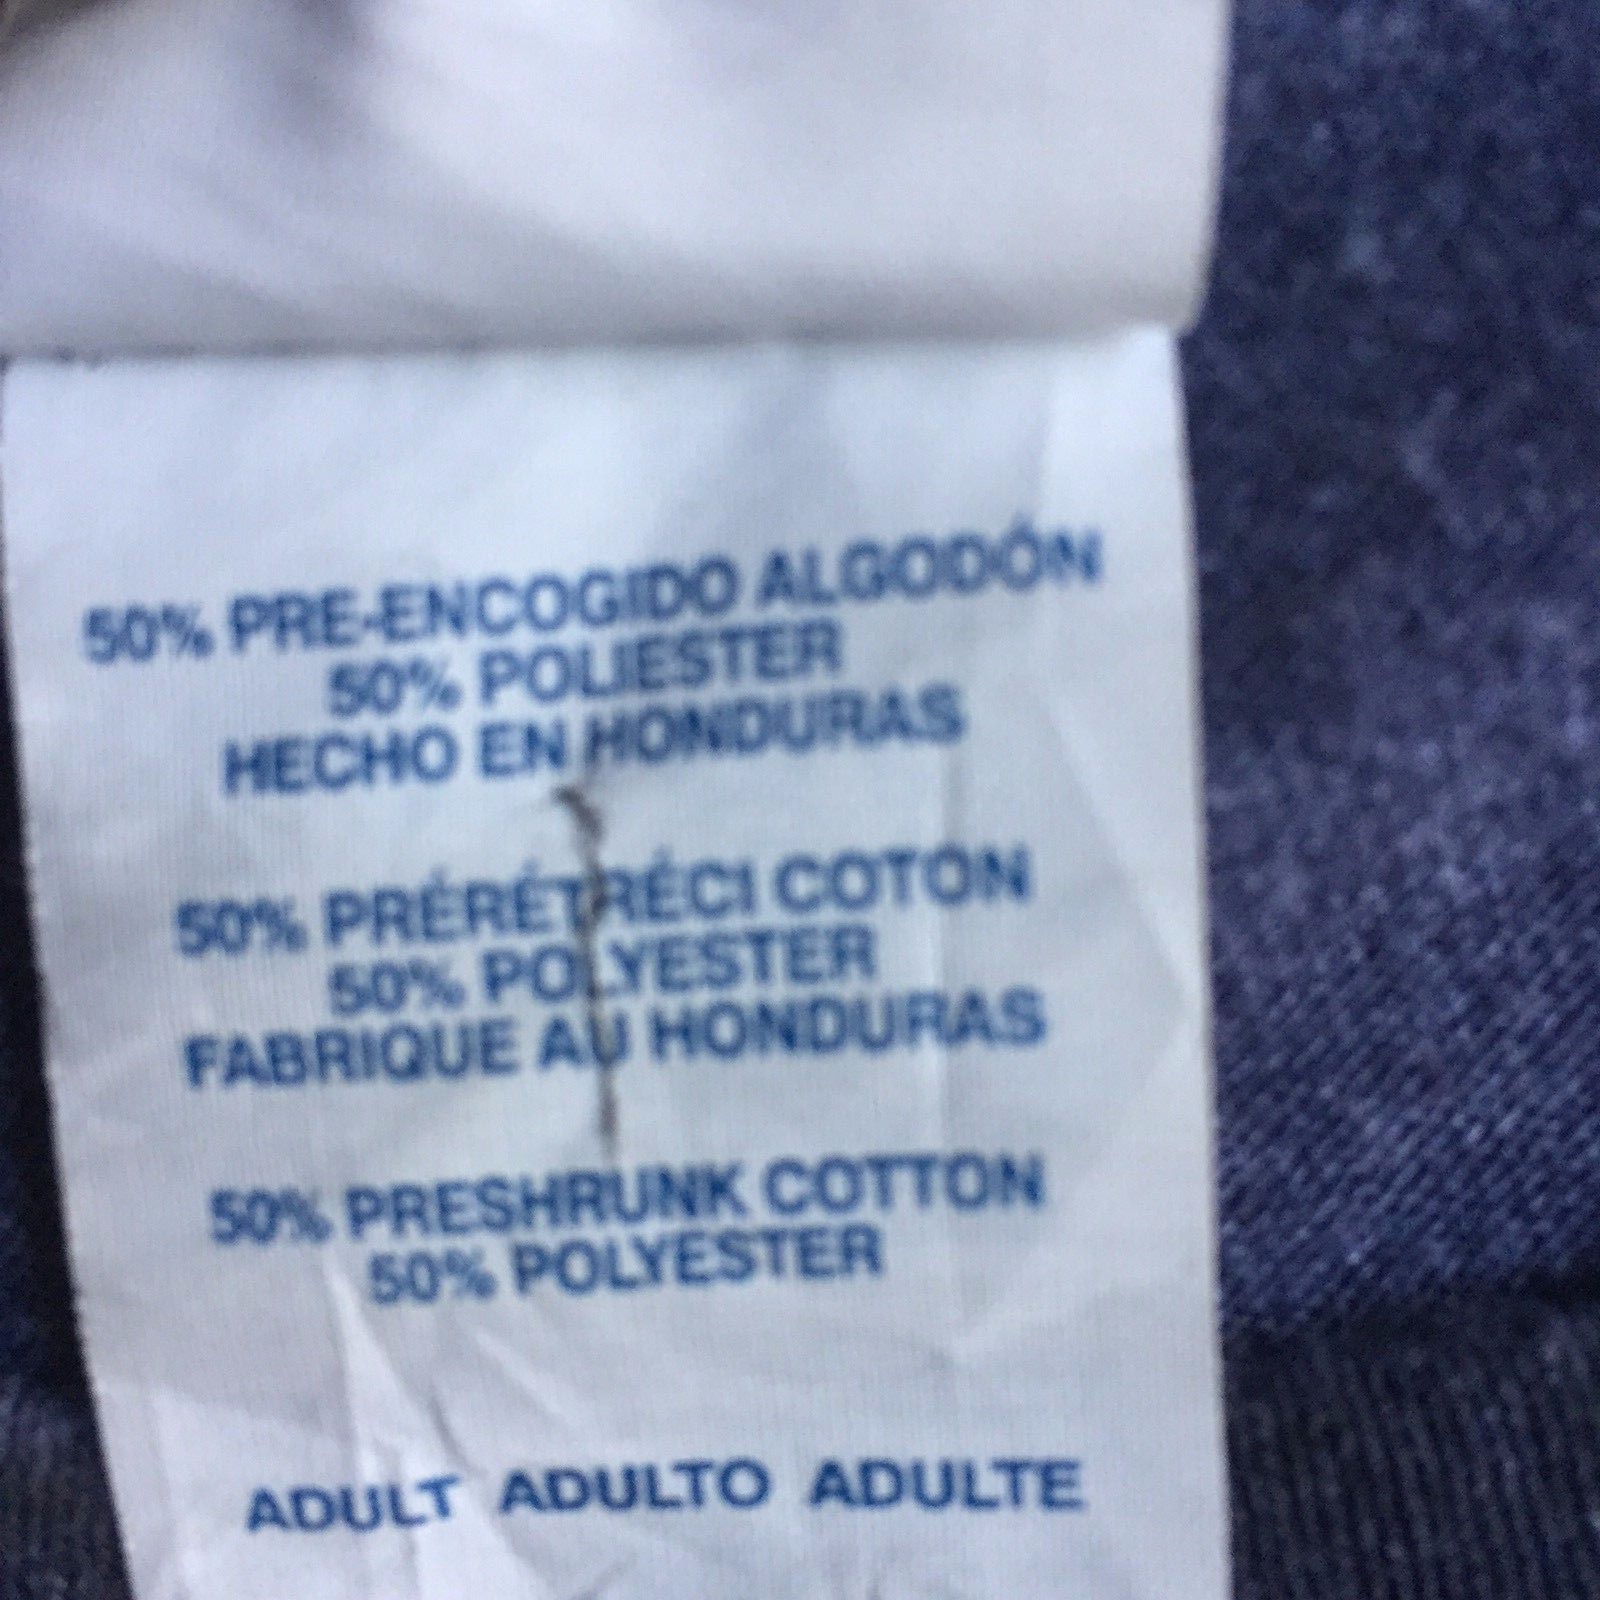 50% PRE-ENCOGIDO ALGODÓN
50% POLIESTER
HECHO EN HONDURAS
50% PRÉRÉTRÉCI COTON
50% POLYESTER
FABRIQUE AU HONDURAS
50% PRESHRUNK COTTON
50% POLYESTER
ADULT ADULTO ADULTE